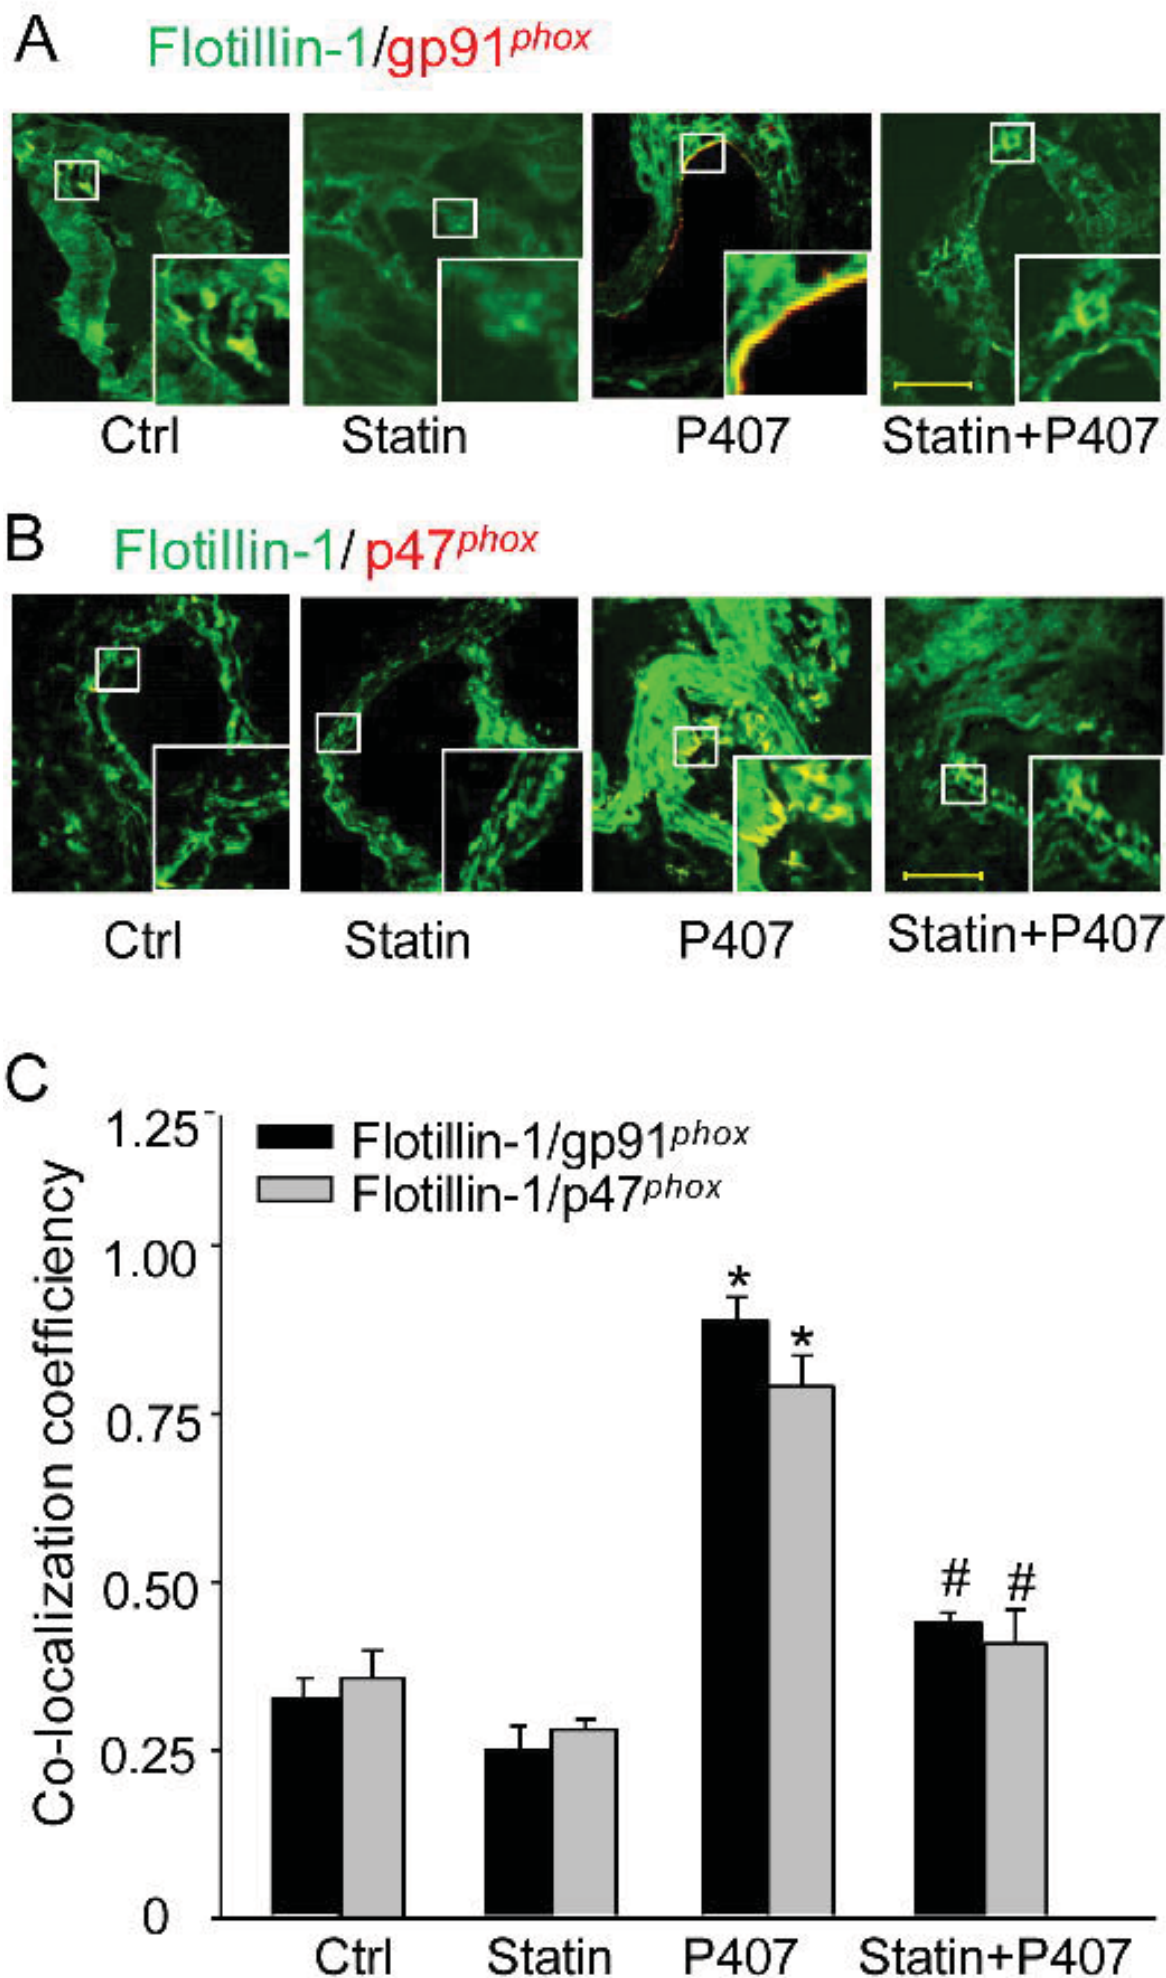 A
Flotillin-1/gp91phox
Ctrl Statin P407 Statin+P407
B
Flotillin-1/ p47phox
Ctrl Statin P407 Statin+P407
C
Co-localization coefficiency
1.25
1.00
0.75
0.50
0.25
0
Flotillin-1/gp91phox
Flotillin-1/p47phox
*
*
# #
Ctrl Statin P407 Statin+P407